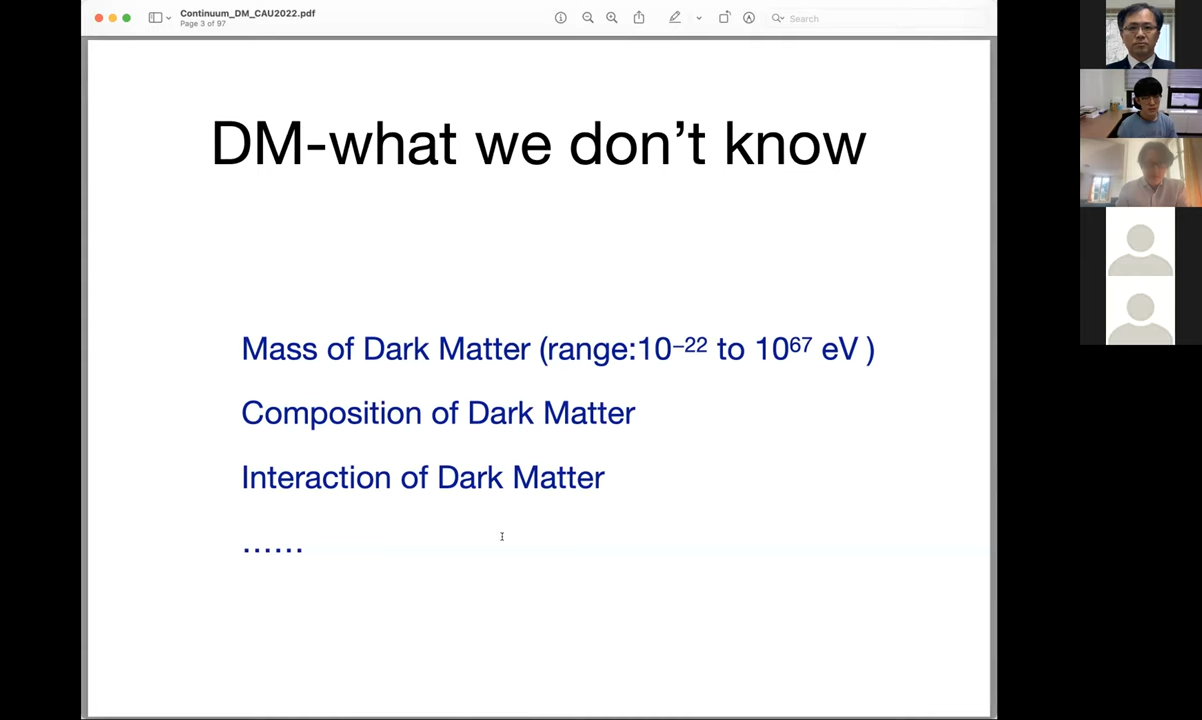 Continuum_DM_CAU2022.pdf
Page 3 of 97
Search
DM-what we don’t know
Mass of Dark Matter (range:10⁻²² to 10⁶⁷ eV )
Composition of Dark Matter
Interaction of Dark Matter
......